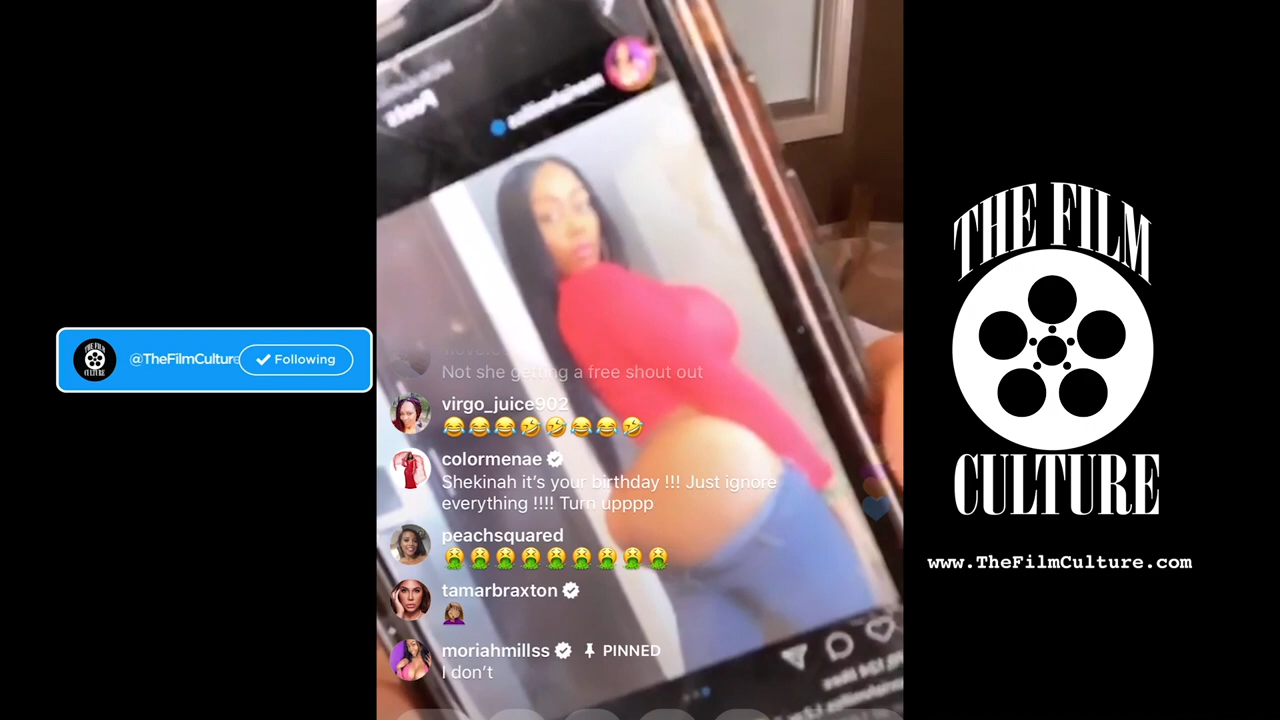 @TheFilmCulture
Following
Posts
Not she getting a free shout out
virgo_juice902
😂😂😂🤣🤣😂😂🤣
colormenae
Shekinah it's your birthday !!! Just ignore
everything !!!! Turn upppp
peachsquared
🤮🤮🤮🤮🤮🤮🤮🤮🤮
tamarbraxton
🤦🏽‍♀️
moriahmillss PINNED
I don't
THE FILM
CULTURE
www.TheFilmCulture.com